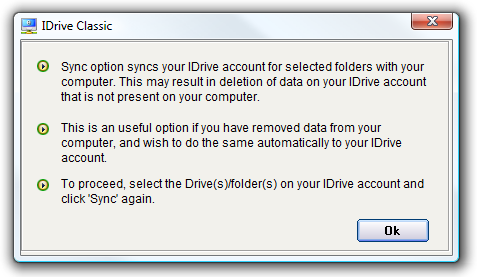 IDrive Classic
Sync option syncs your IDrive account for selected folders with your
computer. This may result in deletion of data on your IDrive account
that is not present on your computer.
This is an useful option if you have removed data from your
computer, and wish to do the same automatically to your IDrive
account.
To proceed, select the Drive(s)/folder(s) on your IDrive account and
click 'Sync' again.
Ok